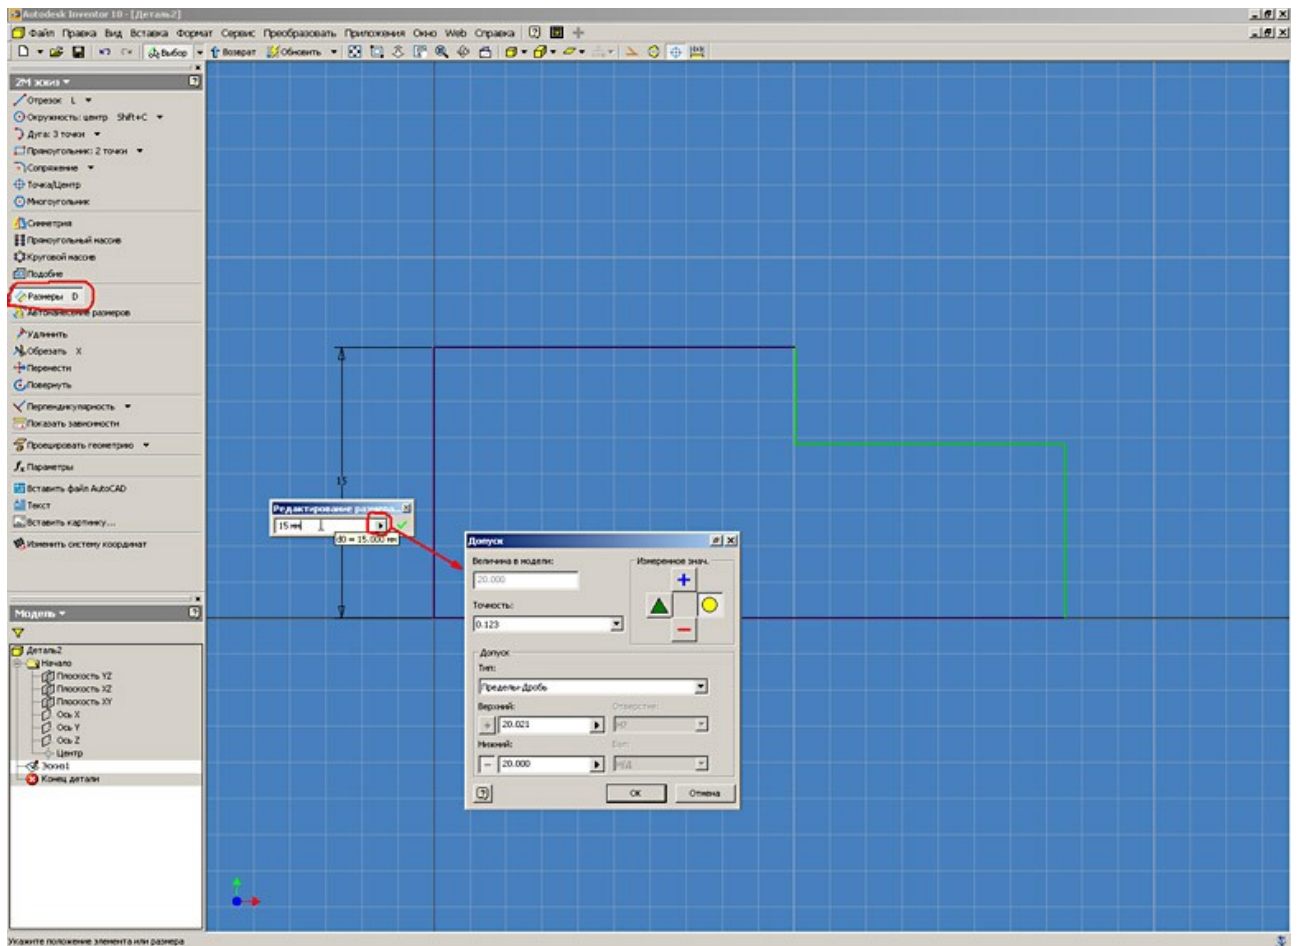 Autodesk Inventor 10 - [Деталь2]
Файл Правка Вид Вставка Формат Сервис Преобразовать Приложения Окно Web Справка
Выбор Возврат Обновить
2М эскиз
Отрезок L
Окружность: центр Shift+C
Дуга: 3 точки
Прямоугольник: 2 точки
Сопряжение
Точка/Центр
Многоугольник
Симметрия
Прямоугольный массив
Круговой массив
Подобие
Размеры D
Автонанесение размеров
Удлинить
Обрезать X
Перенести
Повернуть
Перпендикулярность
Показать зависимости
Проецировать геометрию
fx Параметры
Вставить файл AutoCAD
Текст
Вставить картинку...
Изменить систему координат
Модель
Деталь2
Начало
Плоскость YZ
Плоскость XZ
Плоскость XY
Ось X
Ось Y
Ось Z
Центр
Эскиз1
Конец детали
15
Редактирование размера...
15 мм
d0 = 15.000 мм
Допуск
Величина в модели:
20.000
Измеренное знач.
Точность:
0.123
Допуск
Тип:
Пределы-Дробь
Верхний:
Отверстие:
+ 20.021
H7
Нижний:
Вал:
- 20.000
Н/Д
OK
Отмена
Укажите положение элемента или размера